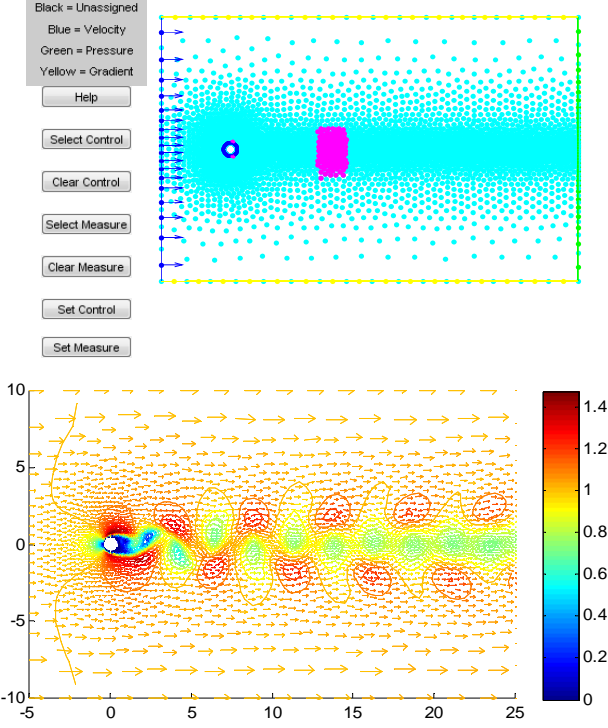 Black = Unassigned
Blue = Velocity
Green = Pressure
Yellow = Gradient
Help
Select Control
Clear Control
Select Measure
Clear Measure
Set Control
Set Measure
10
5
0
-5
-10
-5 0 5 10 15 20 25
1.4
1.2
1
0.8
0.6
0.4
0.2
0